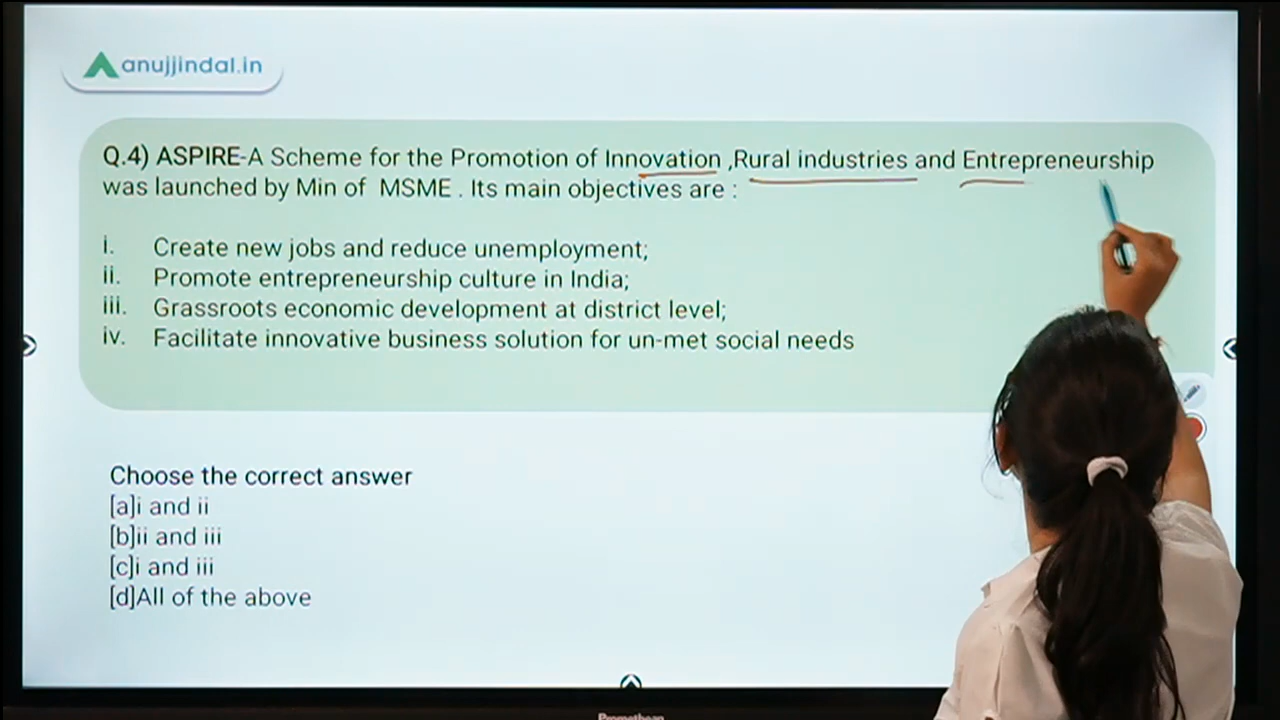 anujjindal.in
Q.4) ASPIRE-A Scheme for the Promotion of Innovation ,Rural industries and Entrepreneurship
was launched by Min of MSME . Its main objectives are :
i. Create new jobs and reduce unemployment;
ii. Promote entrepreneurship culture in India;
iii. Grassroots economic development at district level;
iv. Facilitate innovative business solution for un-met social needs
Choose the correct answer
[a]i and ii
[b]ii and iii
[c]i and iii
[d]All of the above
Promethean